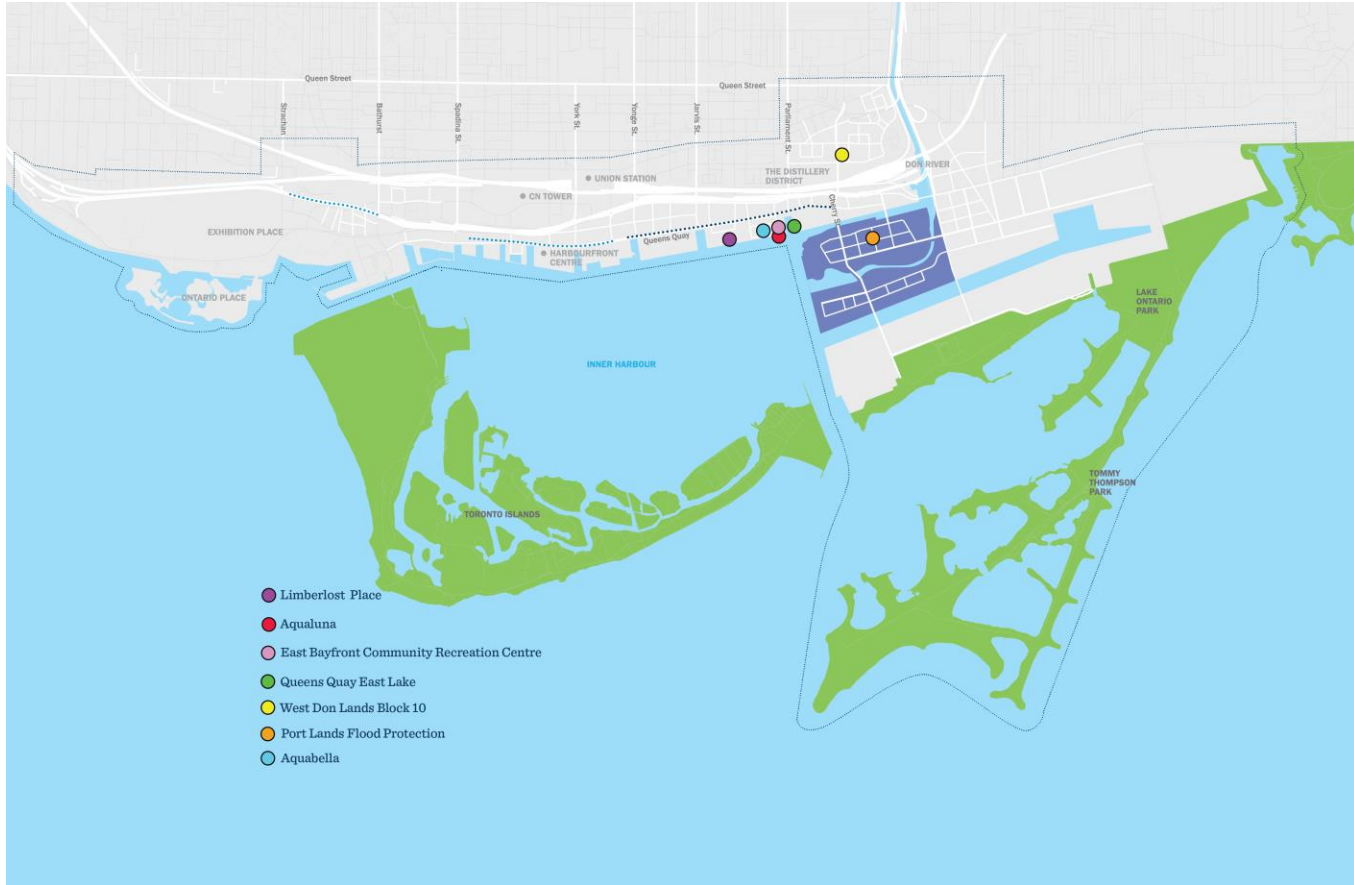 Queen Street
Queen Street
Strachan
Bathurst
Spadina St.
York St.
Yonge St.
Jarvis St.
Parliament St.
DON RIVER
THE DISTILLERY
DISTRICT
UNION STATION
CN TOWER
Cherry St
EXHIBITION PLACE
Queens Quay
HARBOURFRONT
CENTRE
ONTARIO PLACE
LAKE
ONTARIO
PARK
INNER HARBOUR
TOMMY
THOMPSON
PARK
TORONTO ISLANDS
Limberlost Place
Aqualuna
East Bayfront Community Recreation Centre
Queens Quay East Lake
West Don Lands Block 10
Port Lands Flood Protection
Aquabella